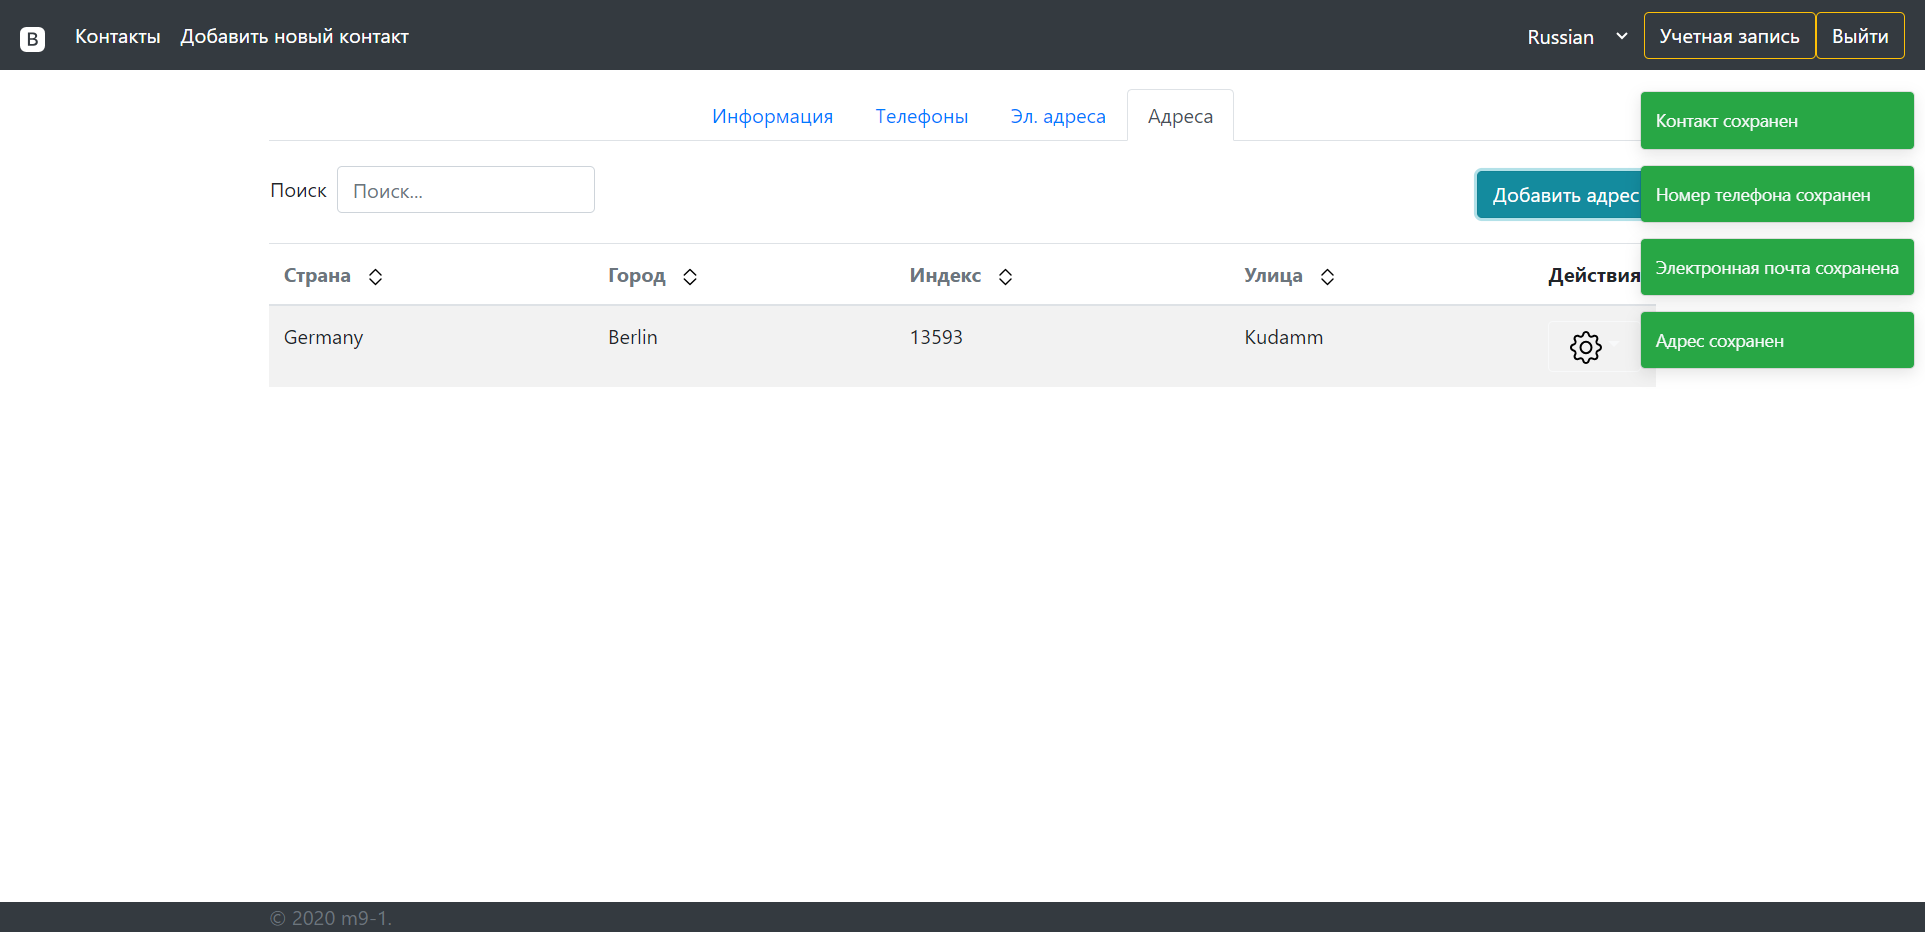 B Контакты Добавить новый контакт Russian Учетная запись Выйти
Информация Телефоны Эл. адреса Адреса
Контакт сохранен
Поиск Поиск... Добавить адрес
Номер телефона сохранен
Электронная почта сохранена
Страна Город Индекс Улица Действия
Germany Berlin 13593 Kudamm
Адрес сохранен
© 2020 m9-1.